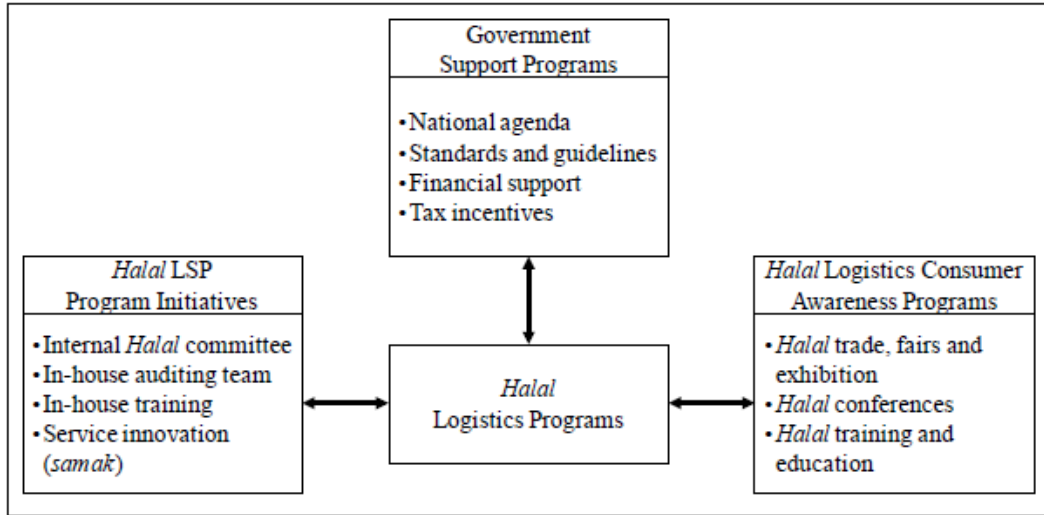 Government
Support Programs
•National agenda
•Standards and guidelines
•Financial support
•Tax incentives
Halal LSP
Program Initiatives
•Internal Halal committee
•In-house auditing team
•In-house training
•Service innovation
(samak)
Halal
Logistics Programs
Halal Logistics Consumer
Awareness Programs
•Halal trade, fairs and
exhibition
•Halal conferences
•Halal training and
education